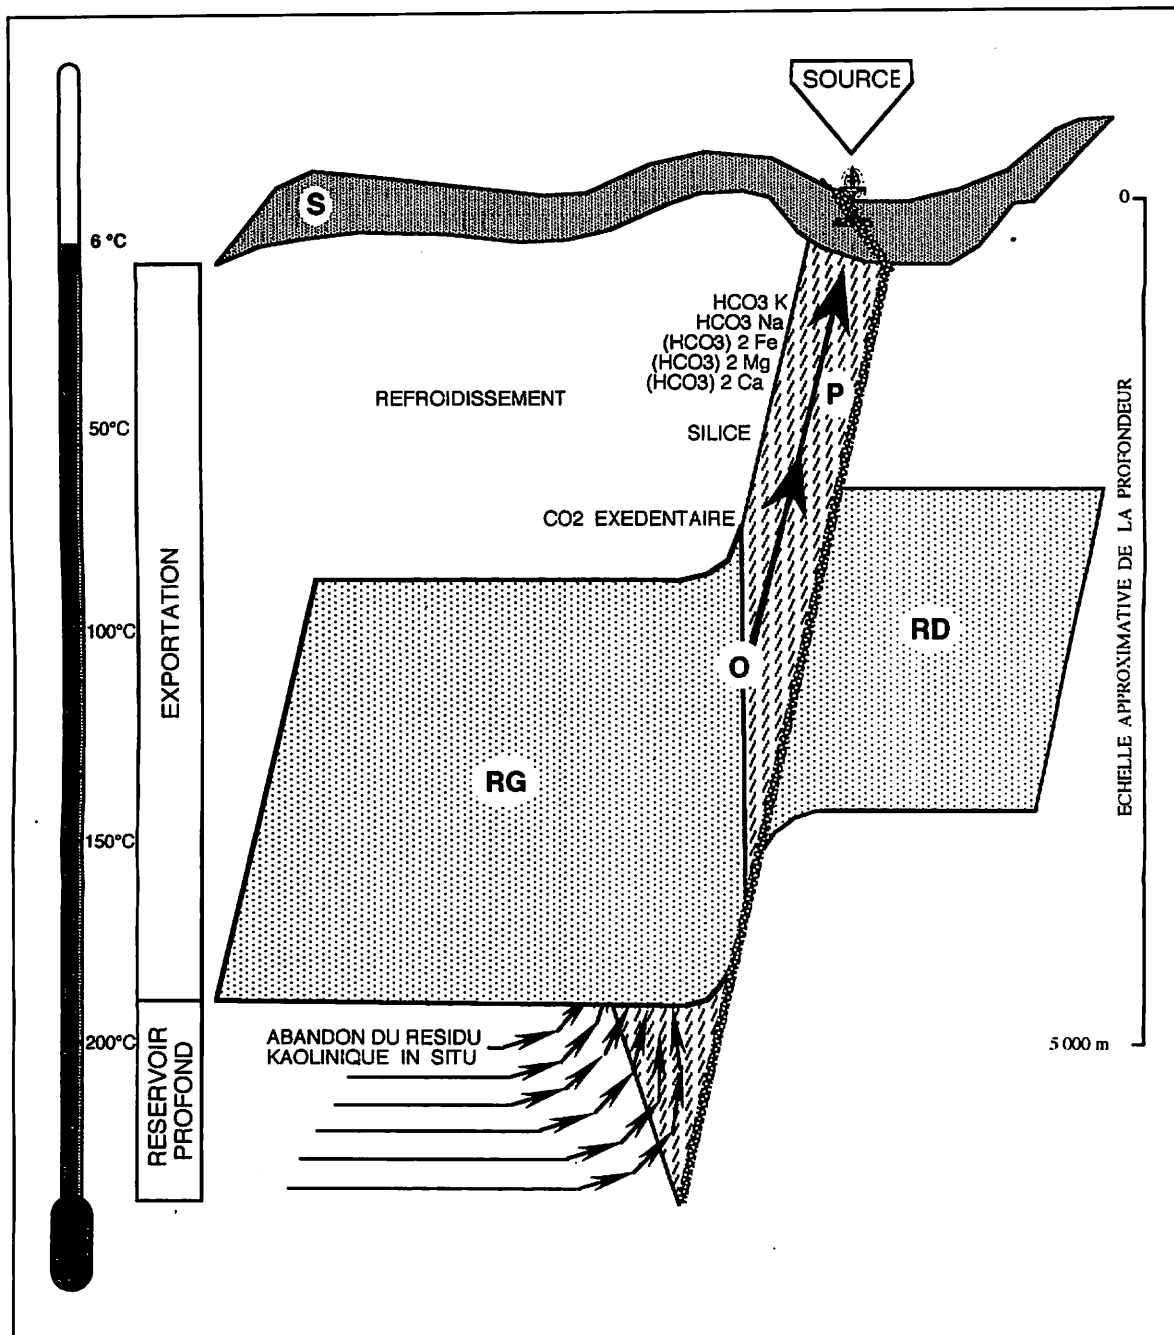 SOURCE
S
0
6 °C
HCO3 K
HCO3 Na
(HCO3) 2 Fe
(HCO3) 2 Mg
(HCO3) 2 Ca
P
REFROIDISSEMENT
50°C
SILICE
CO2 EXEDENTAIRE
ECHELLE APPROXIMATIVE DE LA PROFONDEUR
EXPORTATION
100°C
RD
O
RG
150°C
200°C
ABANDON DU RESIDU
KAOLINIQUE IN SITU
5 000 m
RESERVOIR
PROFOND